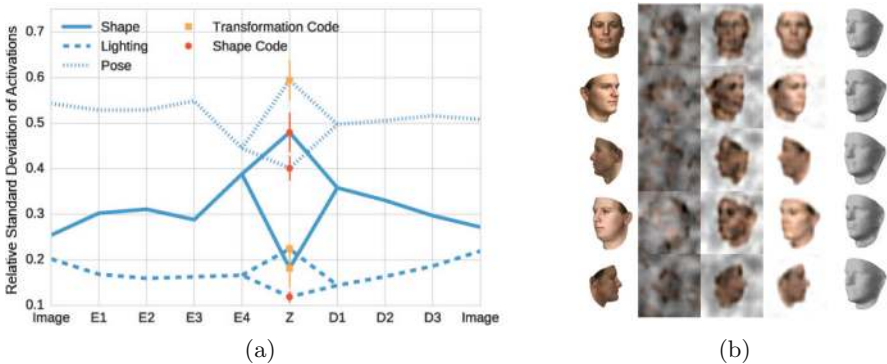 Relative Standard Deviation of Activations
0.7
0.6
0.5
0.4
0.3
0.2
0.1
Shape
Lighting
Pose
Transformation Code
Shape Code
Image E1 E2 E3 E4 Z D1 D2 D3 Image
(a)
(b)